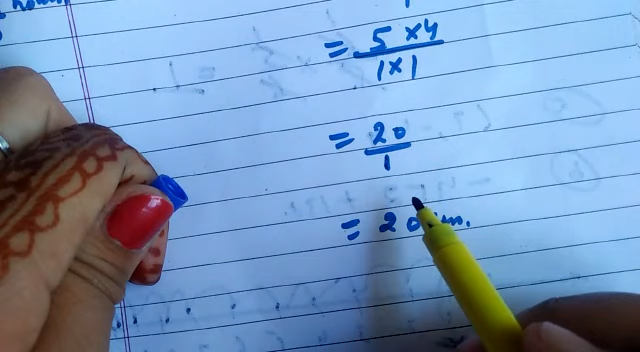 = 5 × 4
1 × 1
= 20
1
= 20